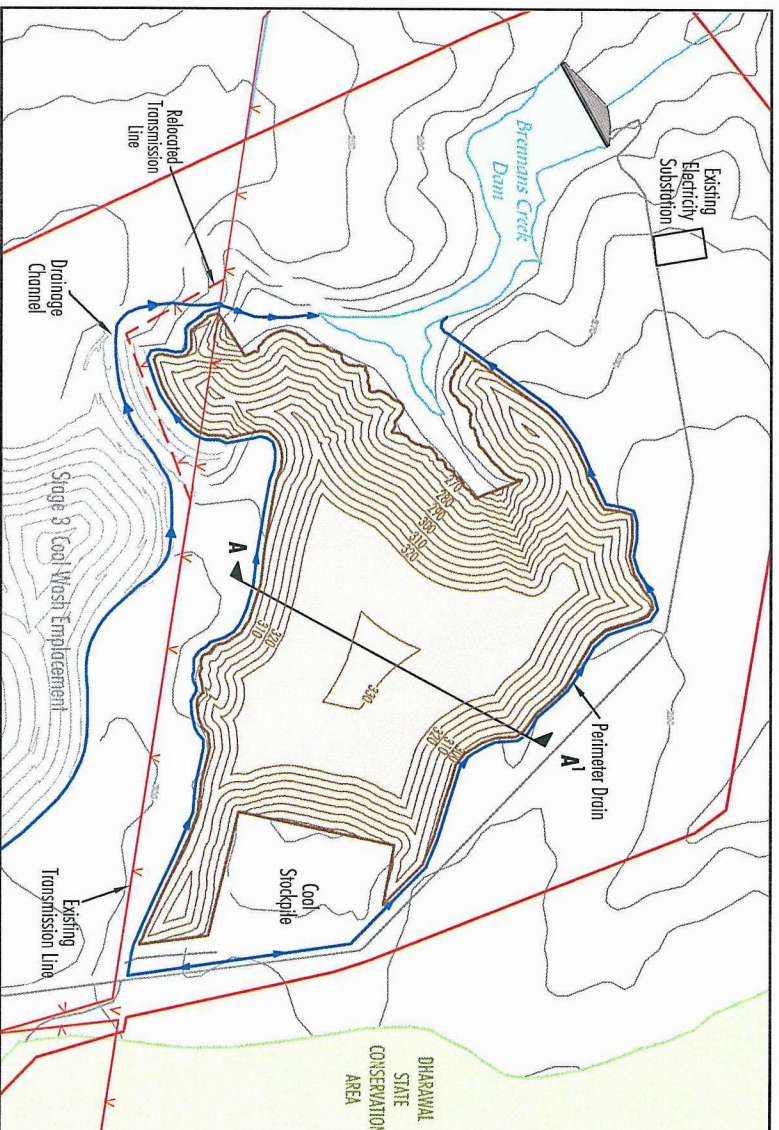 Existing
Electricity
Substation
Brennans Creek
Dam
Relocated
Transmission
Line
Drainage
Channel
Stage 3 Coal Wash Emplacement
Perimeter Drain
A
A1
270
280
290
300
310
320
330
310
320
310
320
Coal
Stockpile
Existing
Transmission Line
DHARAWAL
STATE
CONSERVATION
AREA